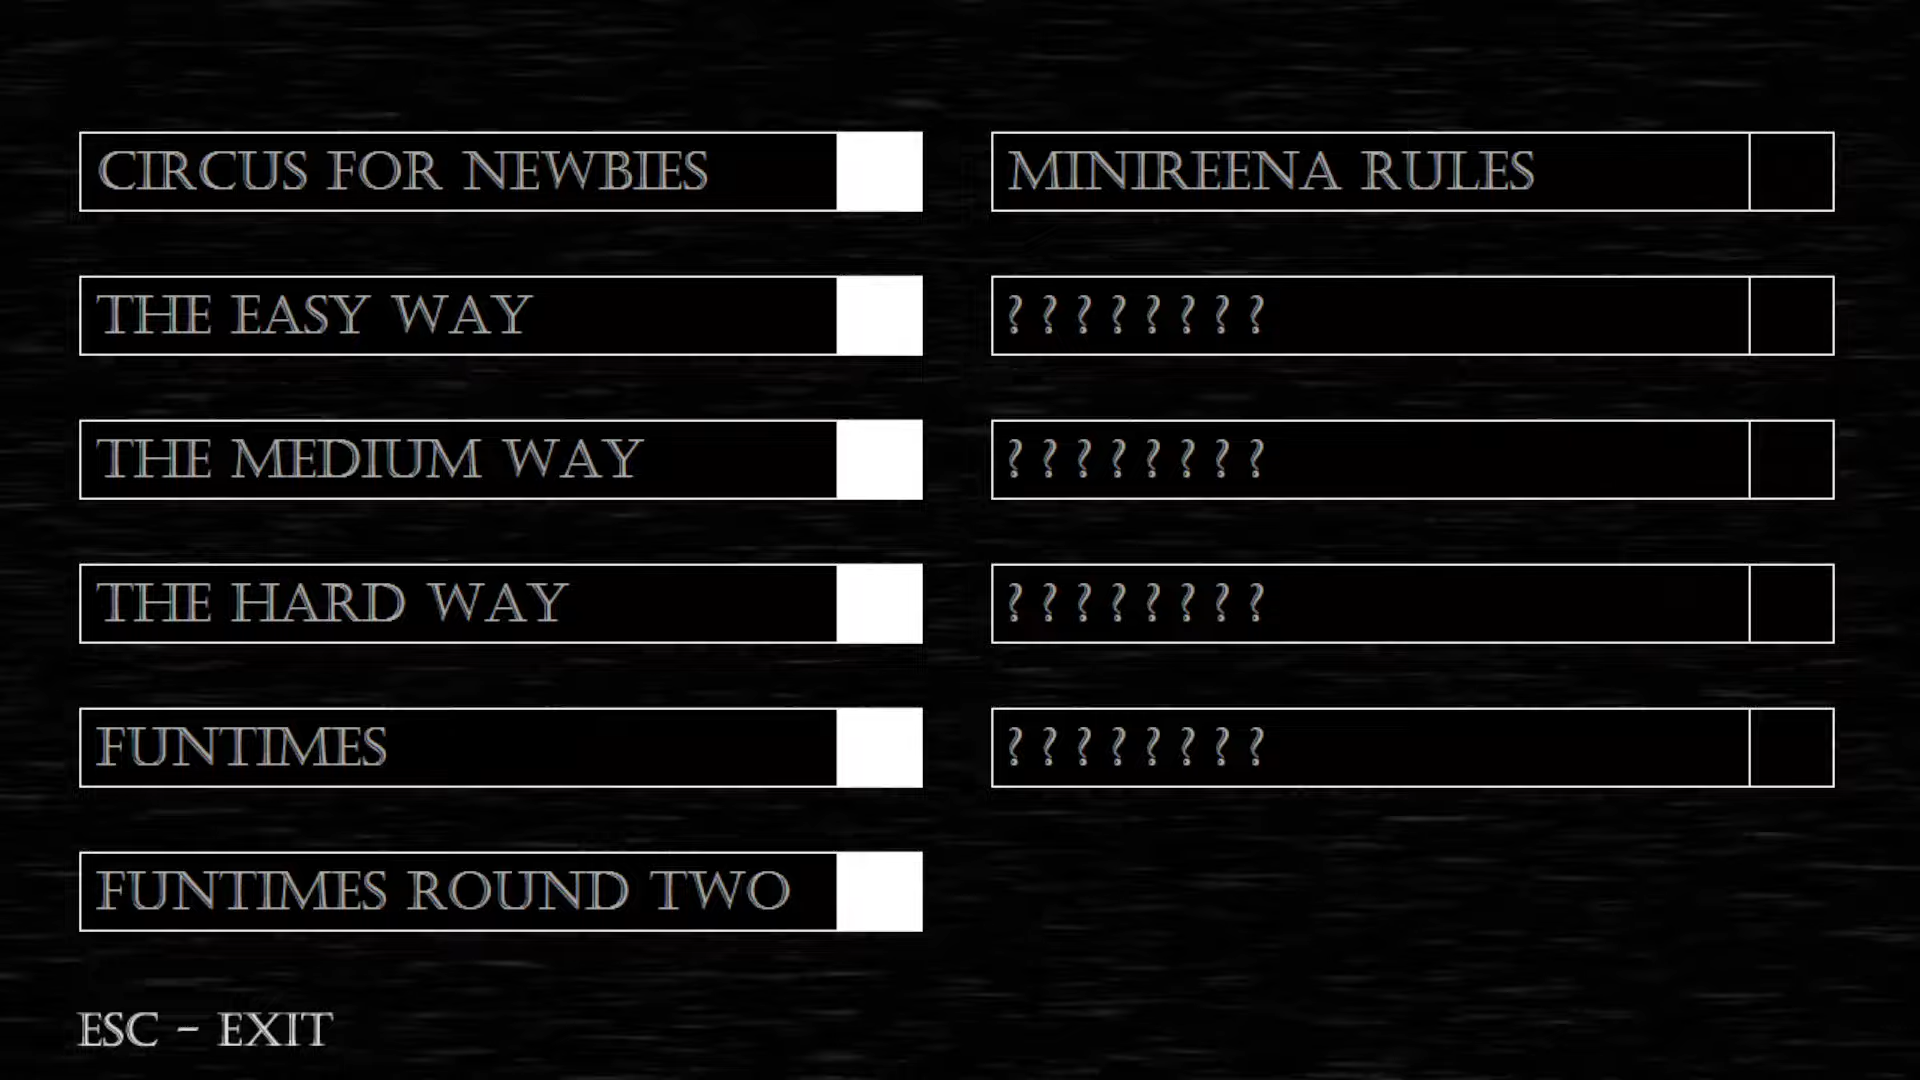 CIRCUS FOR NEWBIES
THE EASY WAY
THE MEDIUM WAY
THE HARD WAY
FUNTIMES
FUNTIMES ROUND TWO
MINIREENA RULES
? ? ? ? ? ? ? ?
? ? ? ? ? ? ? ?
? ? ? ? ? ? ? ?
? ? ? ? ? ? ? ?
ESC - EXIT